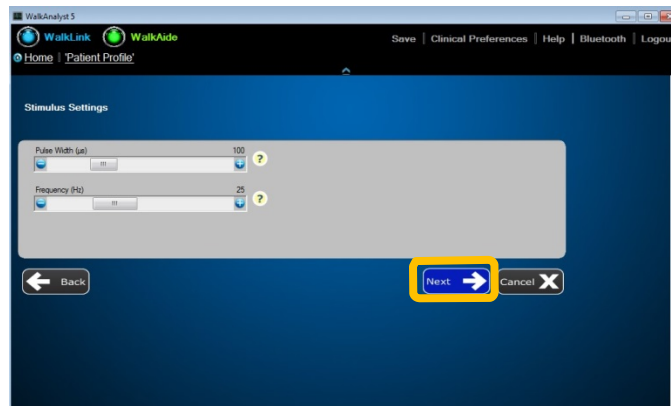 WalkAnalyst 5
WalkLink WalkAide
Save | Clinical Preferences | Help | Bluetooth | Logou
Home | 'Patient Profile'
Stimulus Settings
Pulse Width (µs) 100
?
Frequency (Hz) 25
?
Back
Next
Cancel X